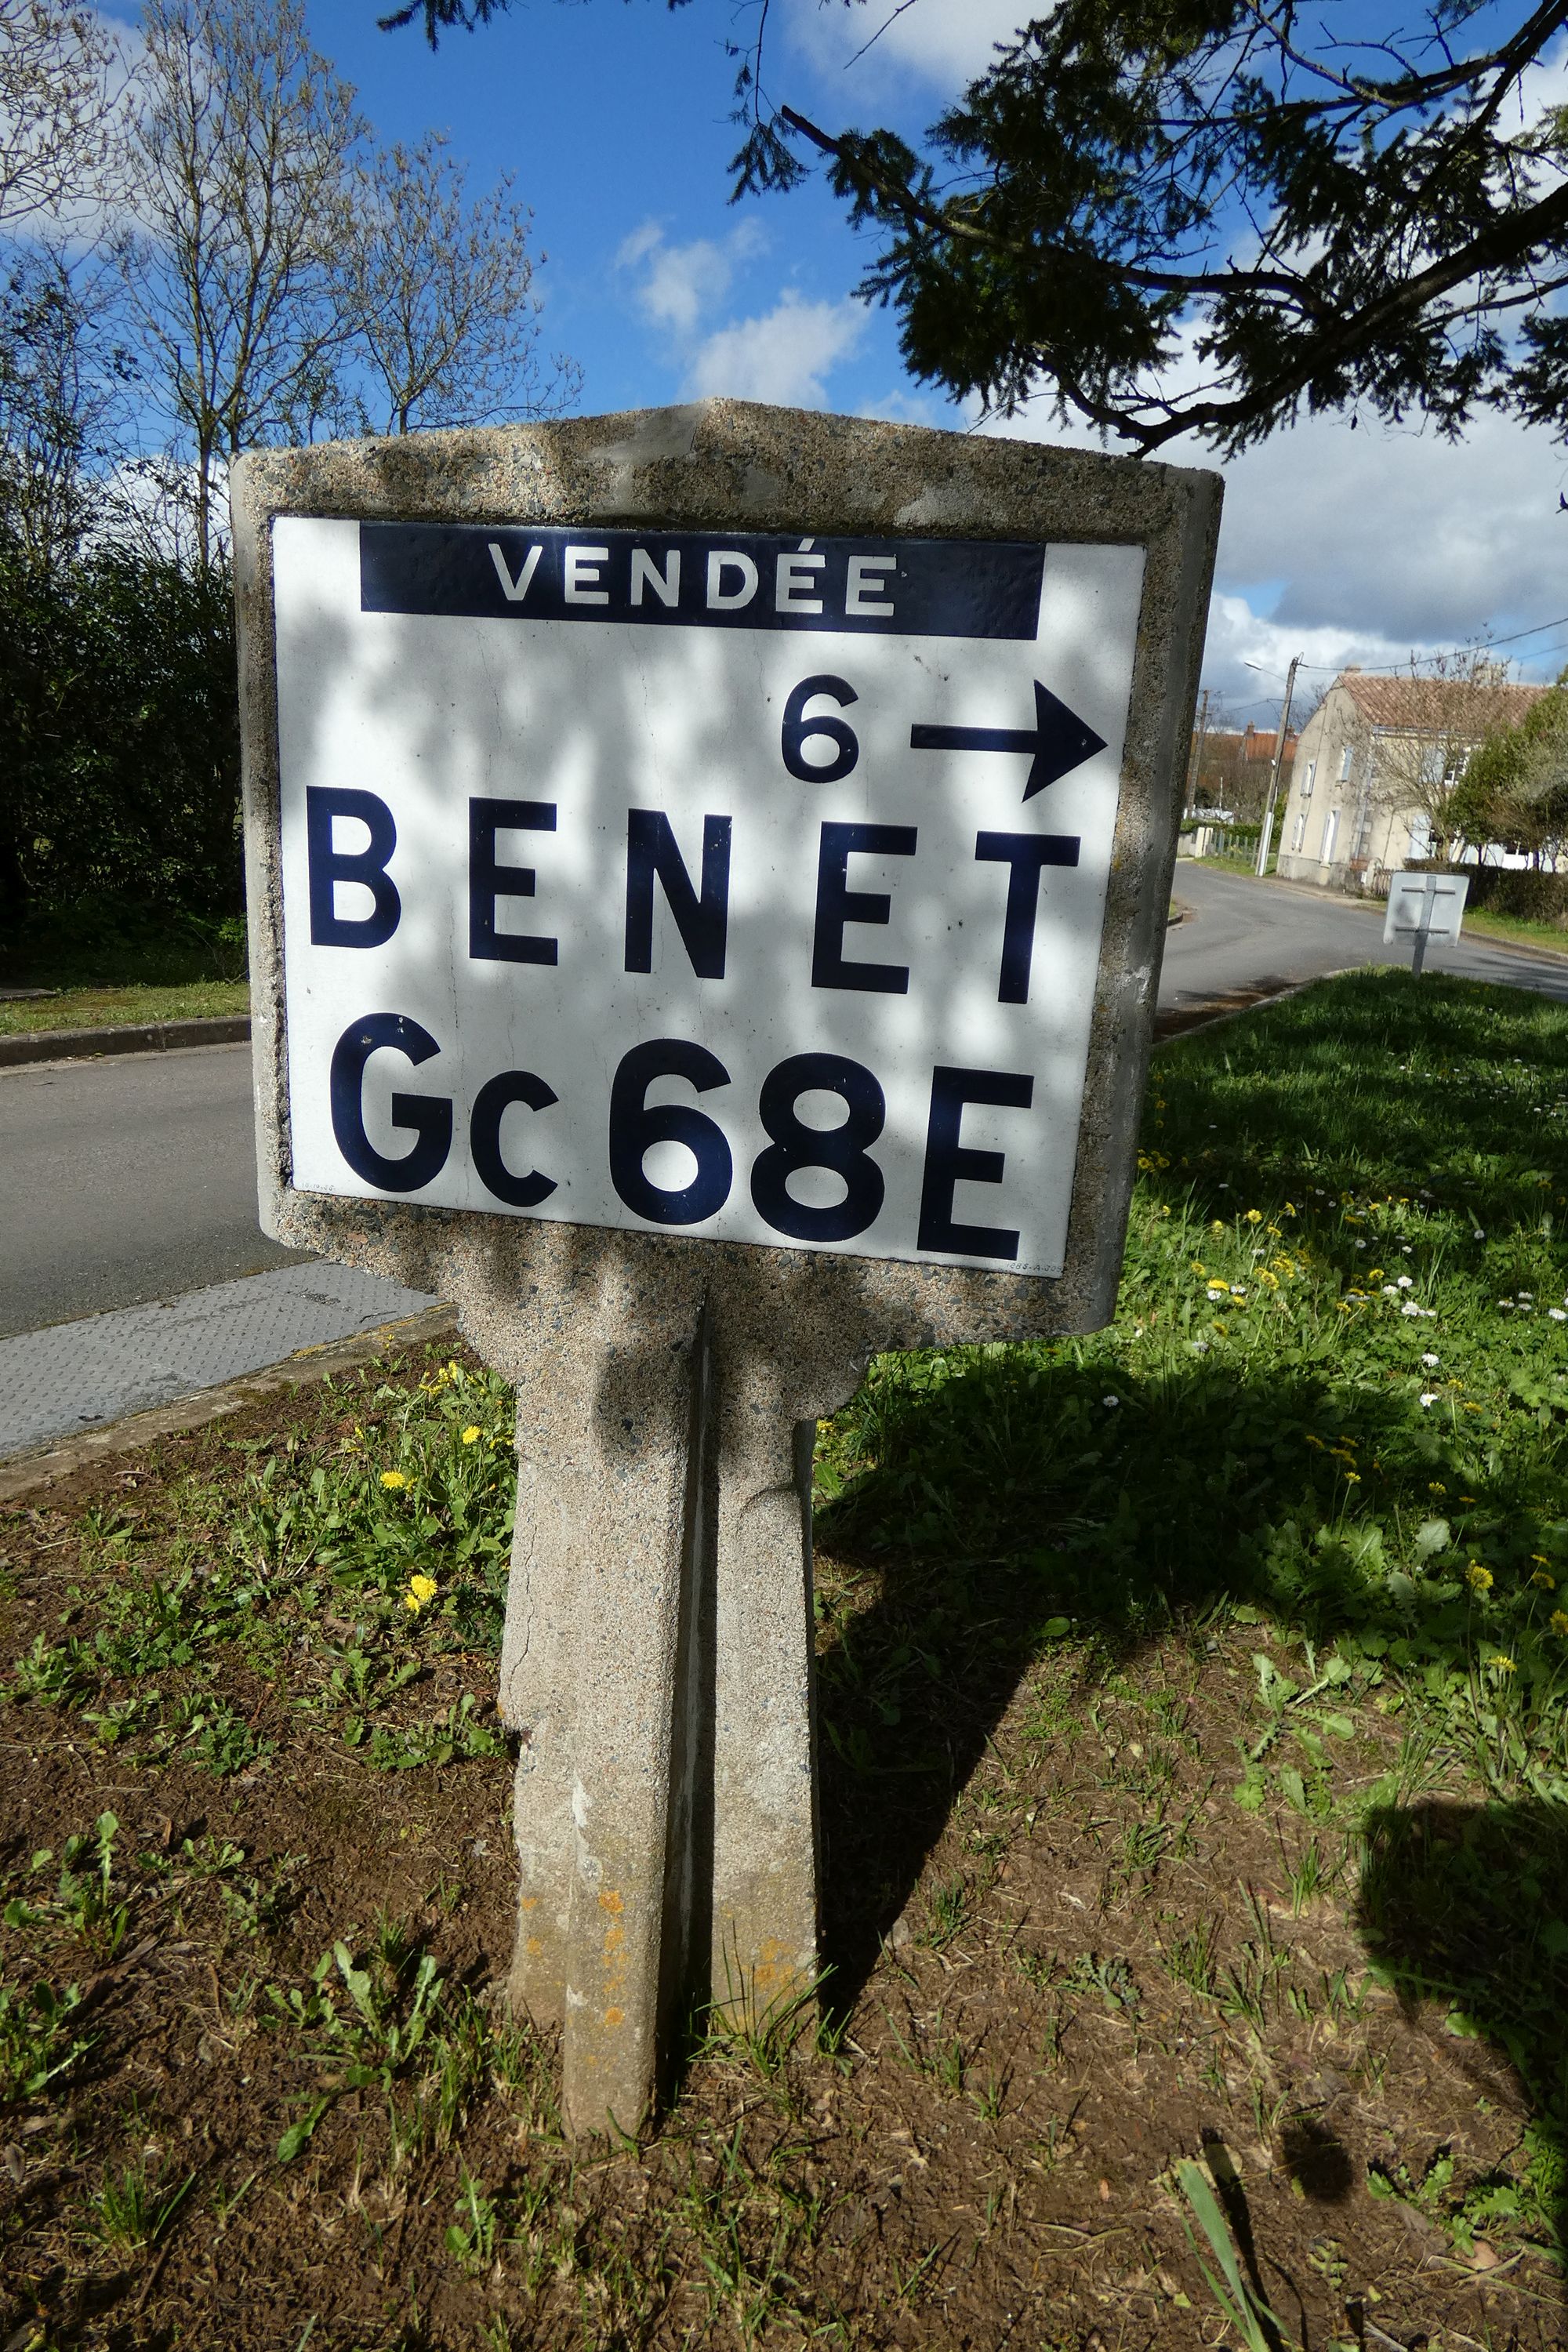 VENDÉE
6 →
BENET
Gc 68E